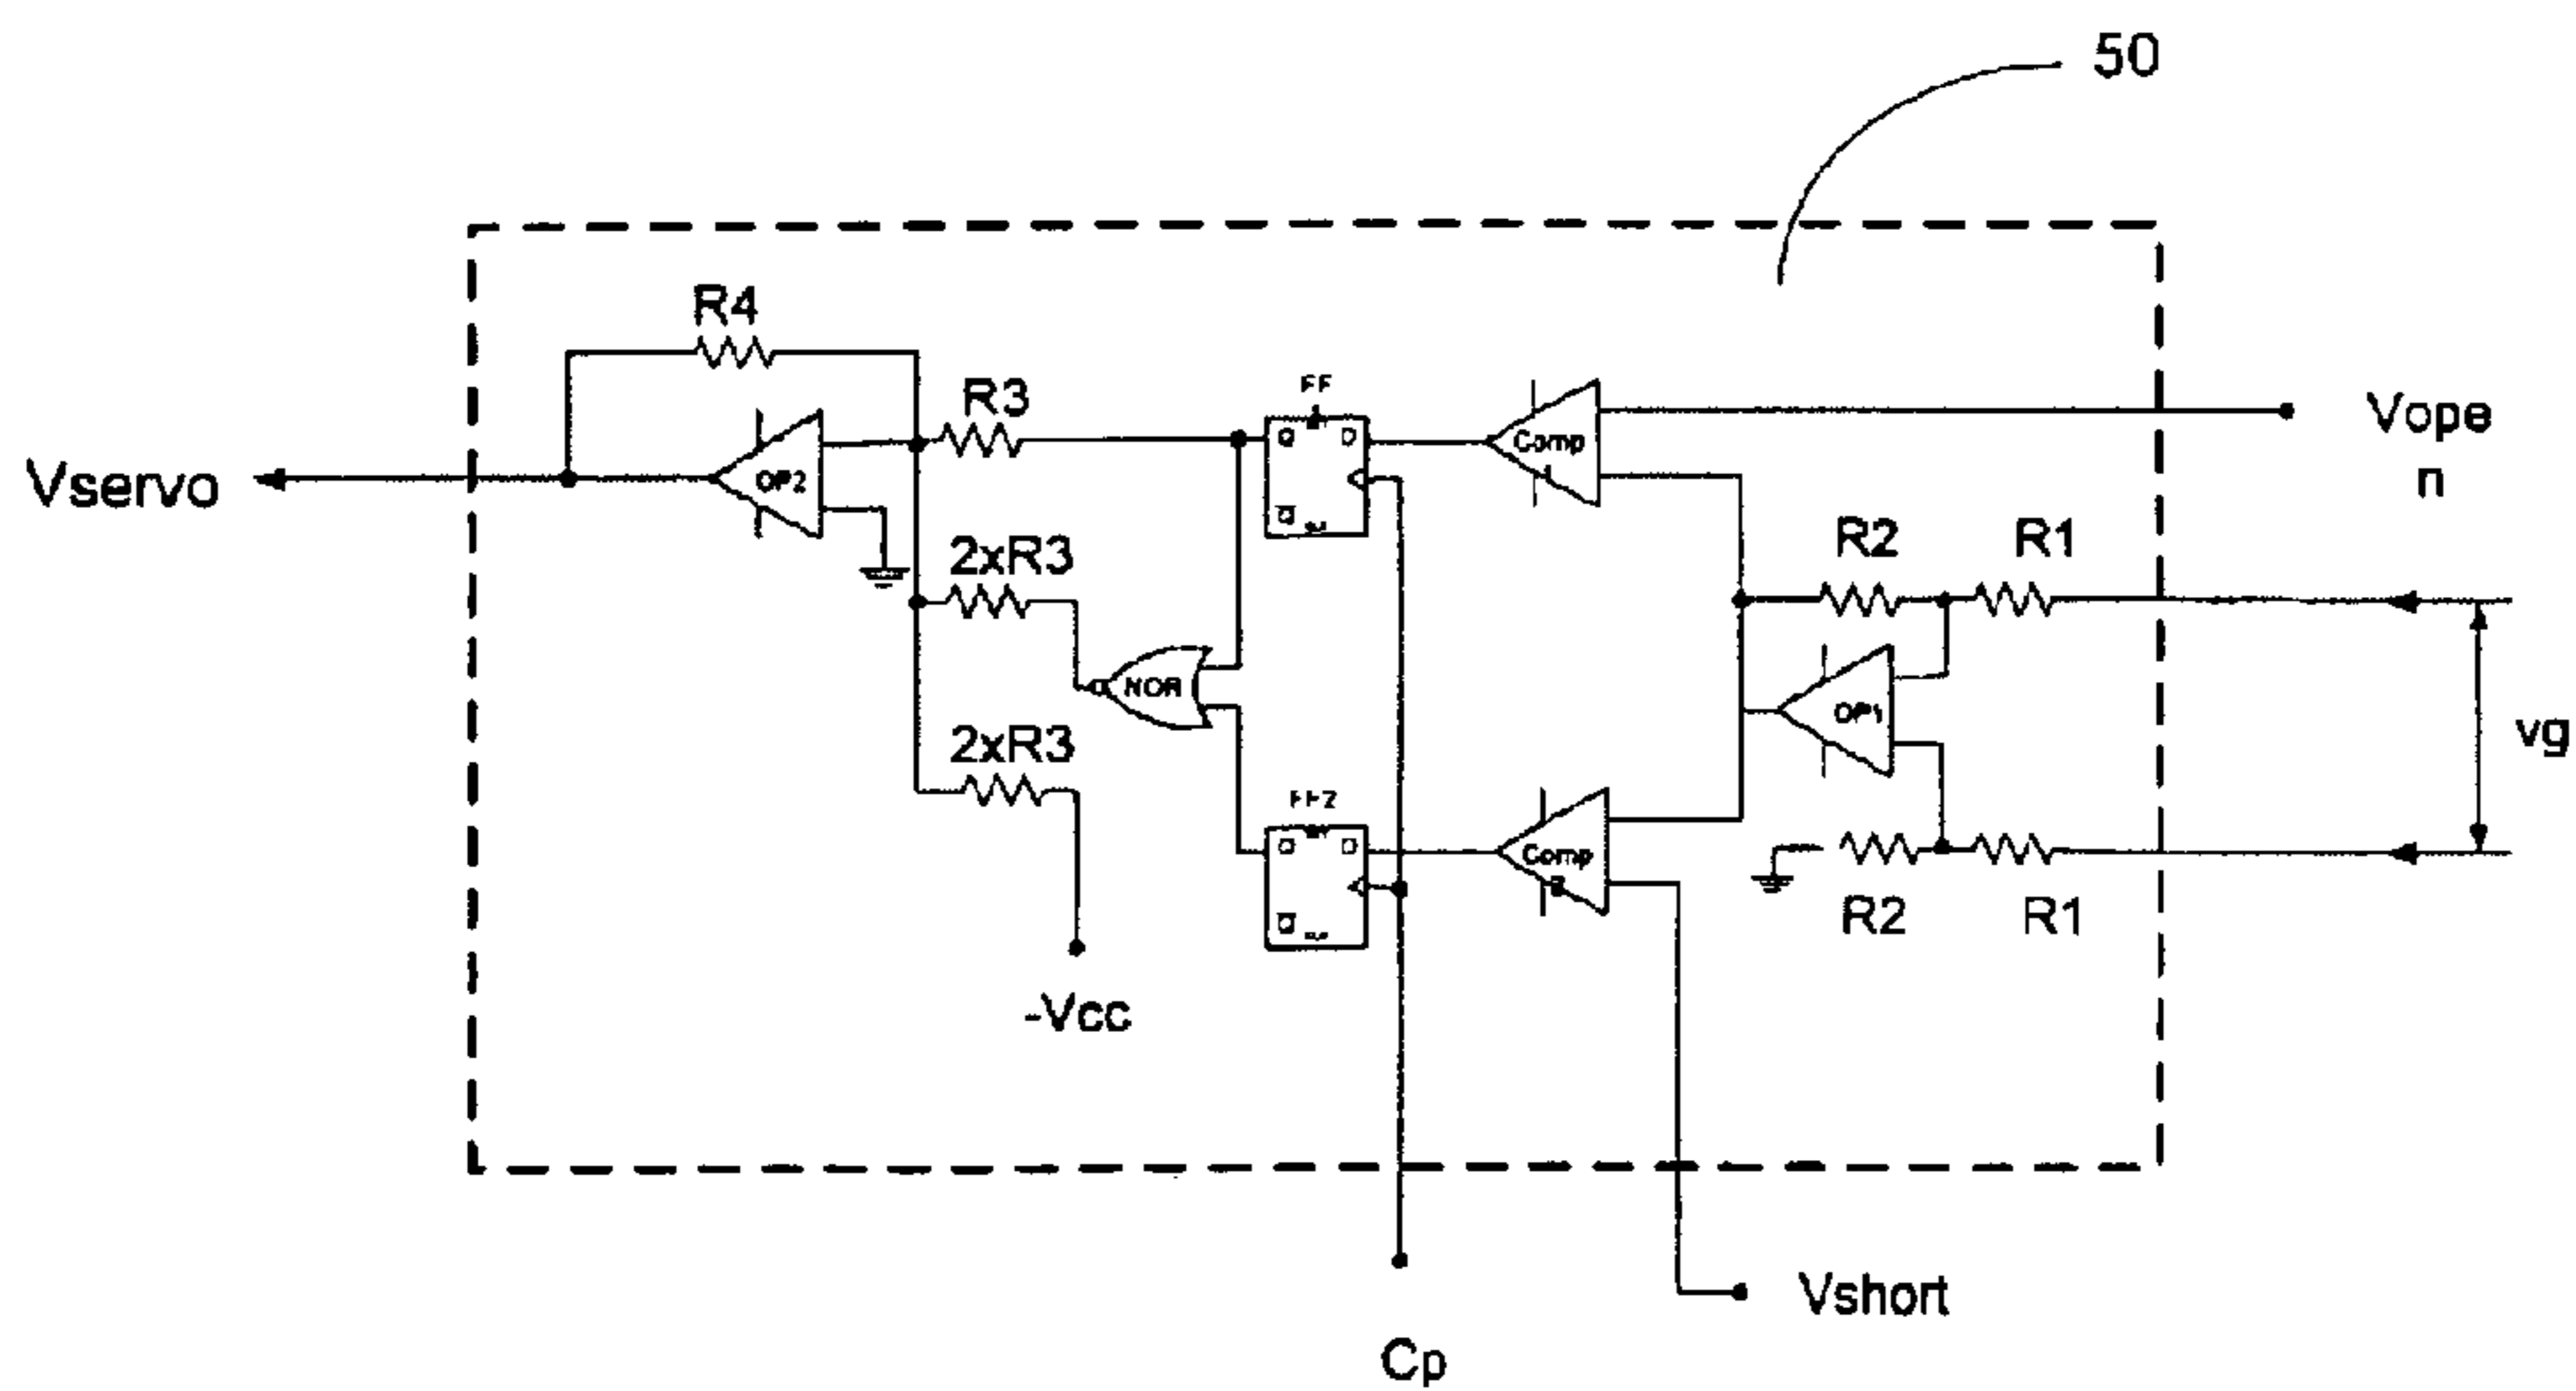 50
R4
R3
FF
Q
D
Comp
Vope
n
Vservo
OP2
Q
2xR3
R2
R1
NOR
OP1
vg
2xR3
FF2
Q
D
Comp
2
Q
R2
R1
-Vcc
Vshort
Cp